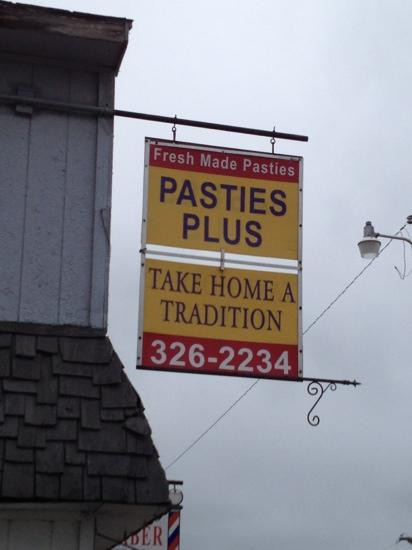 Fresh Made Pasties
PASTIES
PLUS
TAKE HOME A
TRADITION
326-2234